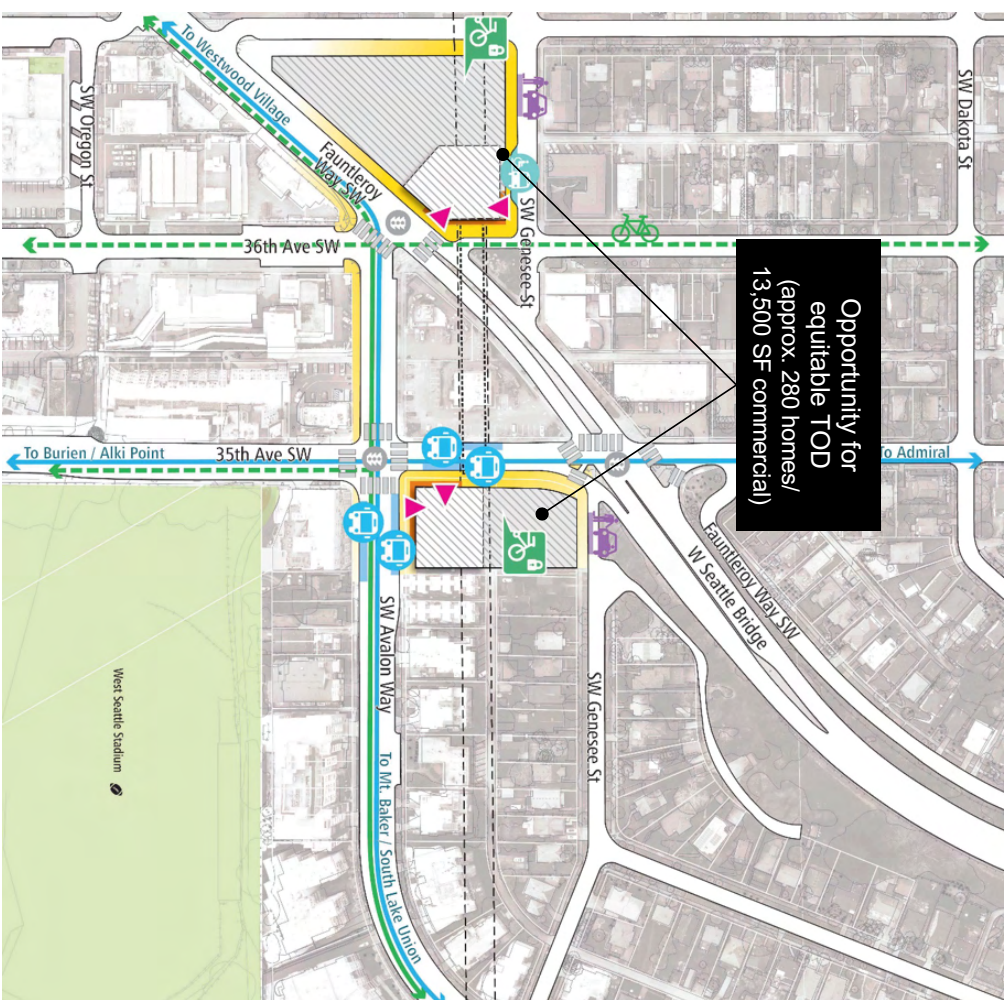 To Westwood Village
SW Oregon St
Fauntleroy
Way SW
SW Dakota St
SW Genesee St
36th Ave SW
Opportunity for
equitable TOD
(approx. 280 homes/
13,500 SF commercial)
To Burien / Alki Point
35th Ave SW
To Admiral
Fauntleroy Way SW
W Seattle Bridge
SW Avalon Way
SW Genesee St
West Seattle Stadium
To Mt. Baker / South Lake Union